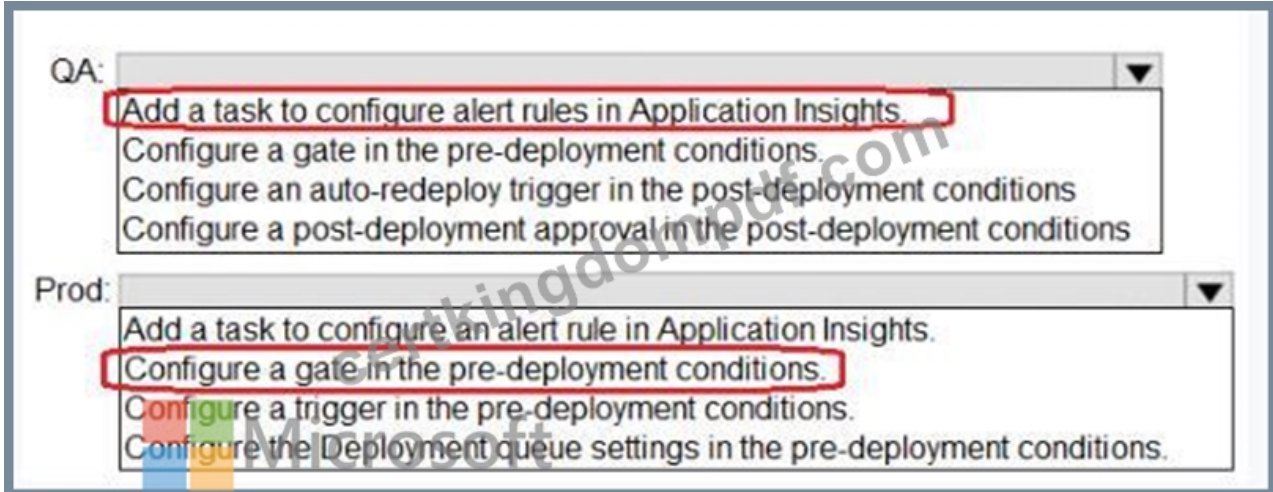 QA:
Add a task to configure alert rules in Application Insights.
Configure a gate in the pre-deployment conditions.
Configure an auto-redeploy trigger in the post-deployment conditions
Configure a post-deployment approval in the post-deployment conditions
Prod:
Add a task to configure an alert rule in Application Insights.
Configure a gate in the pre-deployment conditions.
Configure a trigger in the pre-deployment conditions.
Configure the Deployment queue settings in the pre-deployment conditions.
certkingdompdf.com
Microsoft